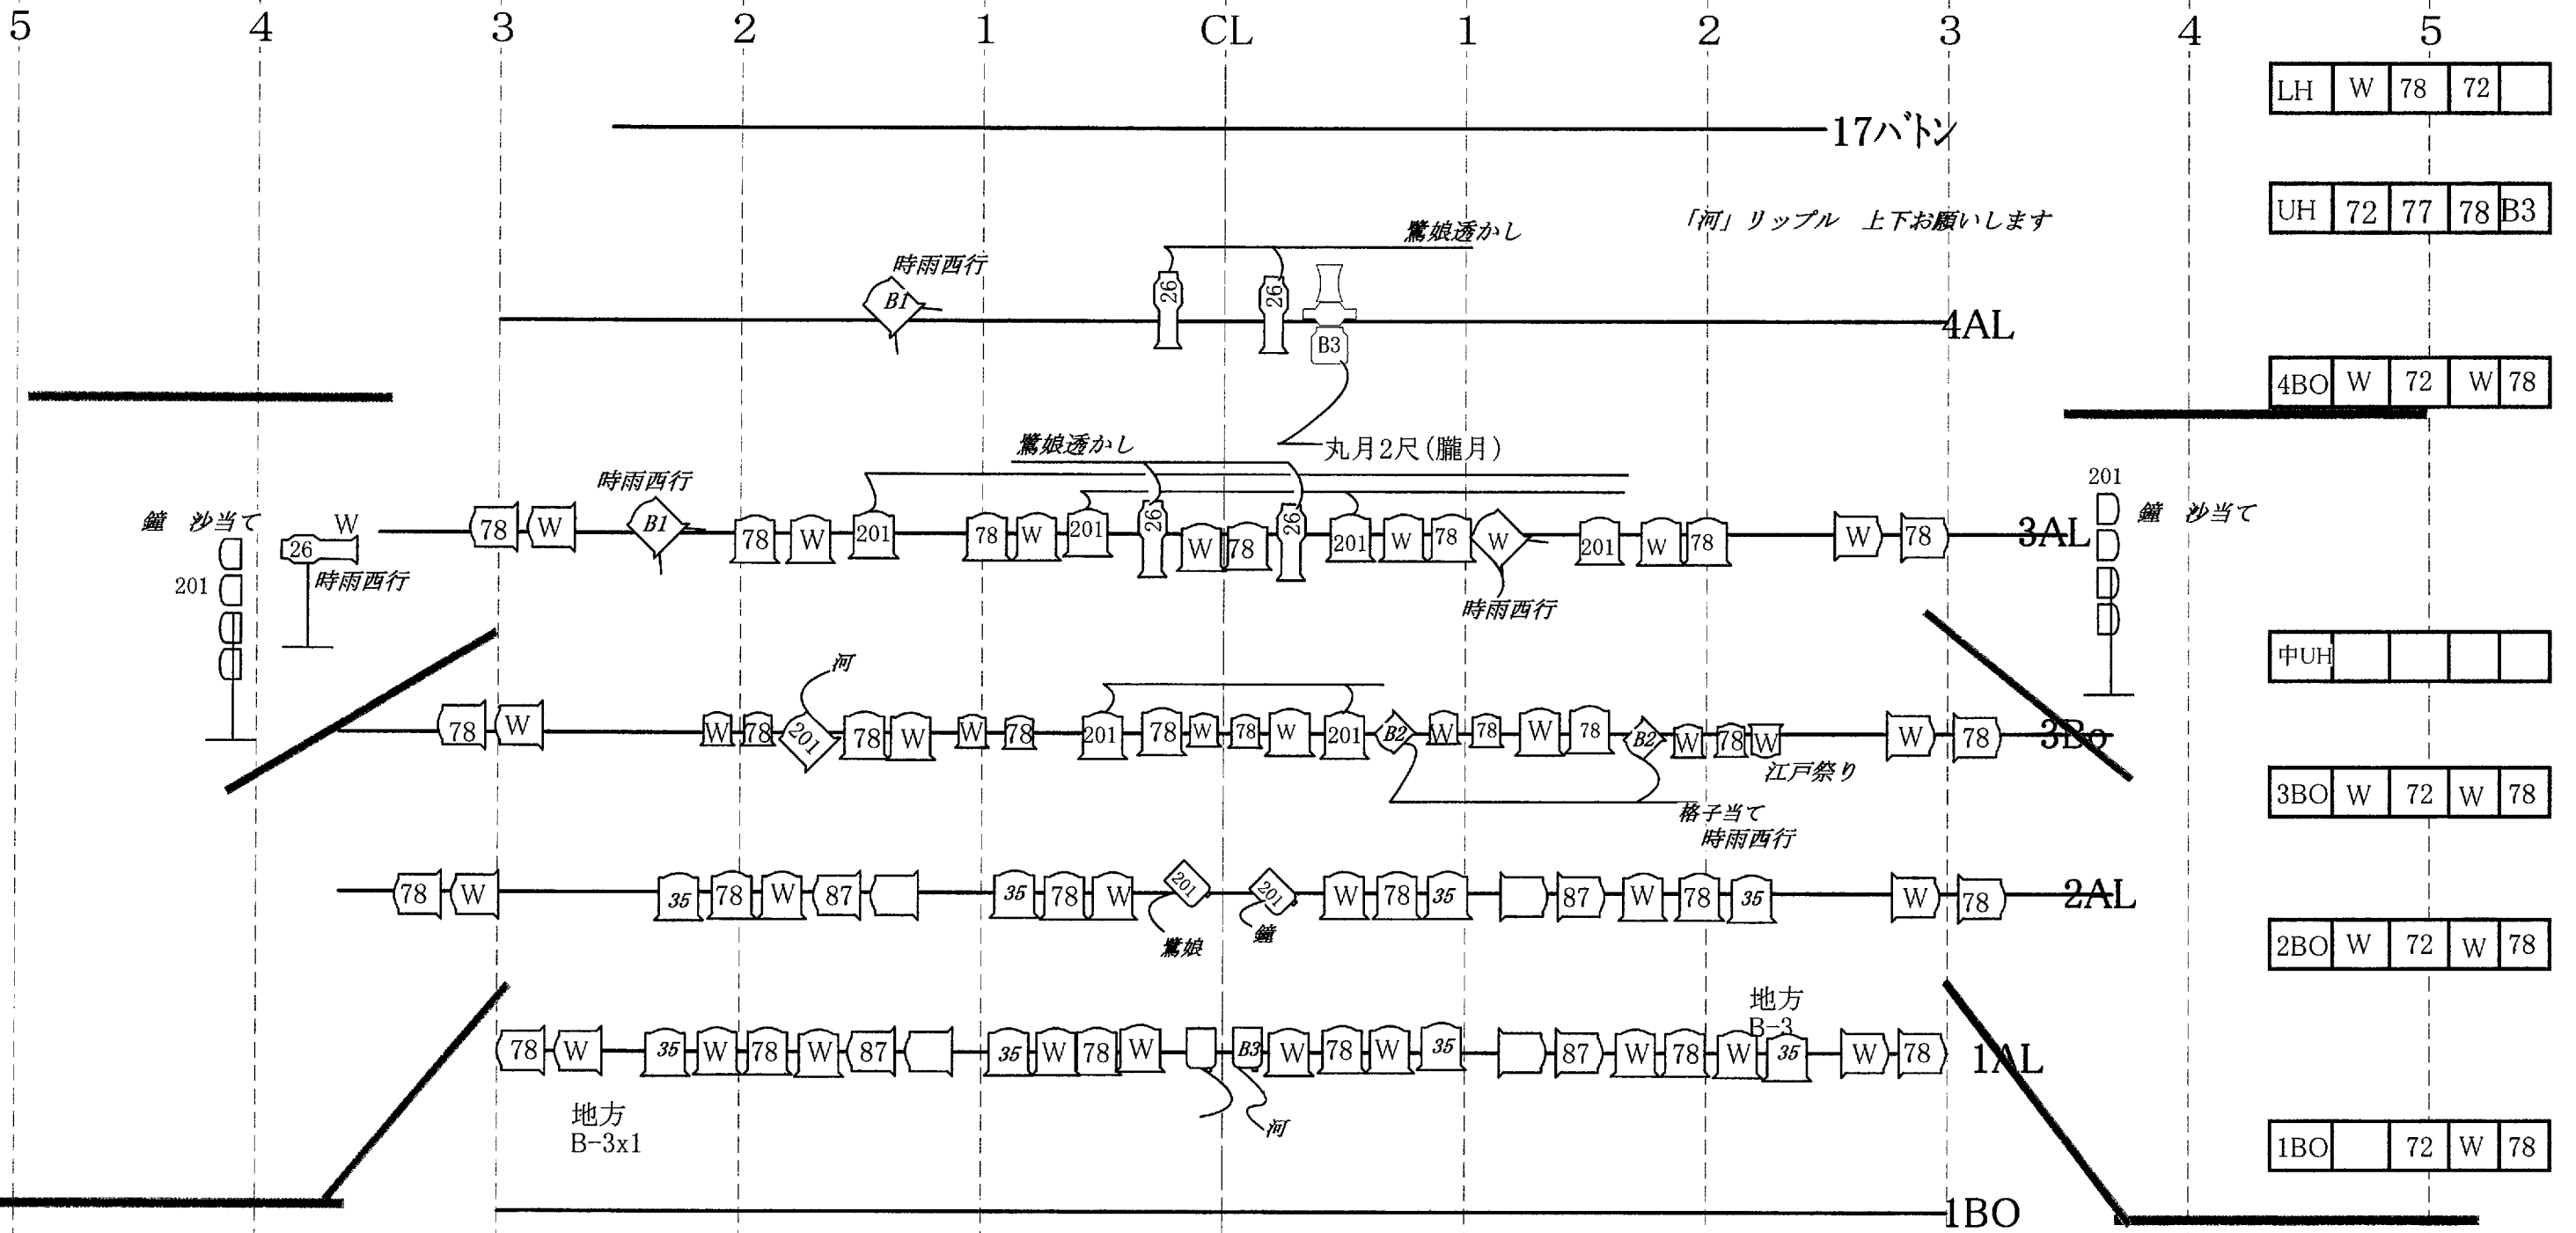 5 4 3 2 1 CL 1 2 3 4 5
LH W 78 72
17バトン
UH 72 77 78 B3
「河」リップル 上下お願いします
鷺娘透かし
時雨西行
B1 26 26 B3
4AL
4BO W 72 W 78
丸月2尺(朧月)
鷺娘透かし
時雨西行
201
鐘 沙当て
鐘 沙当て
W
26
201
時雨西行
78 W B1 78 W 201 78 W 201 26 W 78 26 201 W 78 W 201 W 78 W 78
3AL
時雨西行
中UH
河
78 W W 78 201 78 W W 78 201 78 W 78 W 201 B2 W 78 W 78 B2 W 78 W W 78
3Bo
江戸祭り
3BO W 72 W 78
格子当て
時雨西行
78 W 35 78 W 87 35 78 W 201 201 W 78 35 87 W 78 35 W 78
2AL
鷺娘
鐘
2BO W 72 W 78
地方
B-3
78 W 35 W 78 W 87 35 W 78 W B3 W 78 W 35 87 W 78 W 35 W 78
1AL
地方
B-3x1
河
1BO 72 W 78
1BO